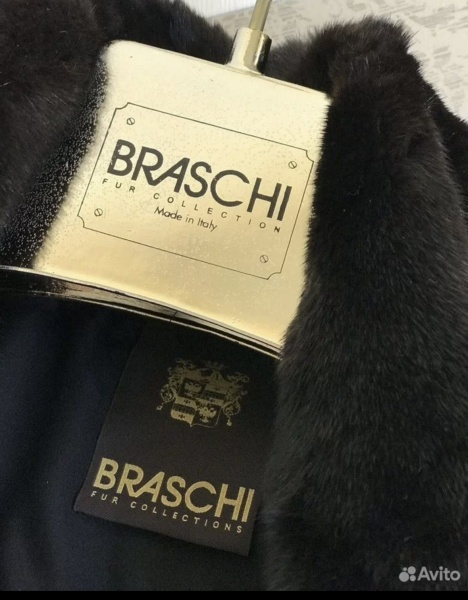 BRASCHI
FUR COLLECTION
Made in Italy
BRASCHI
FUR COLLECTIONS
Avito